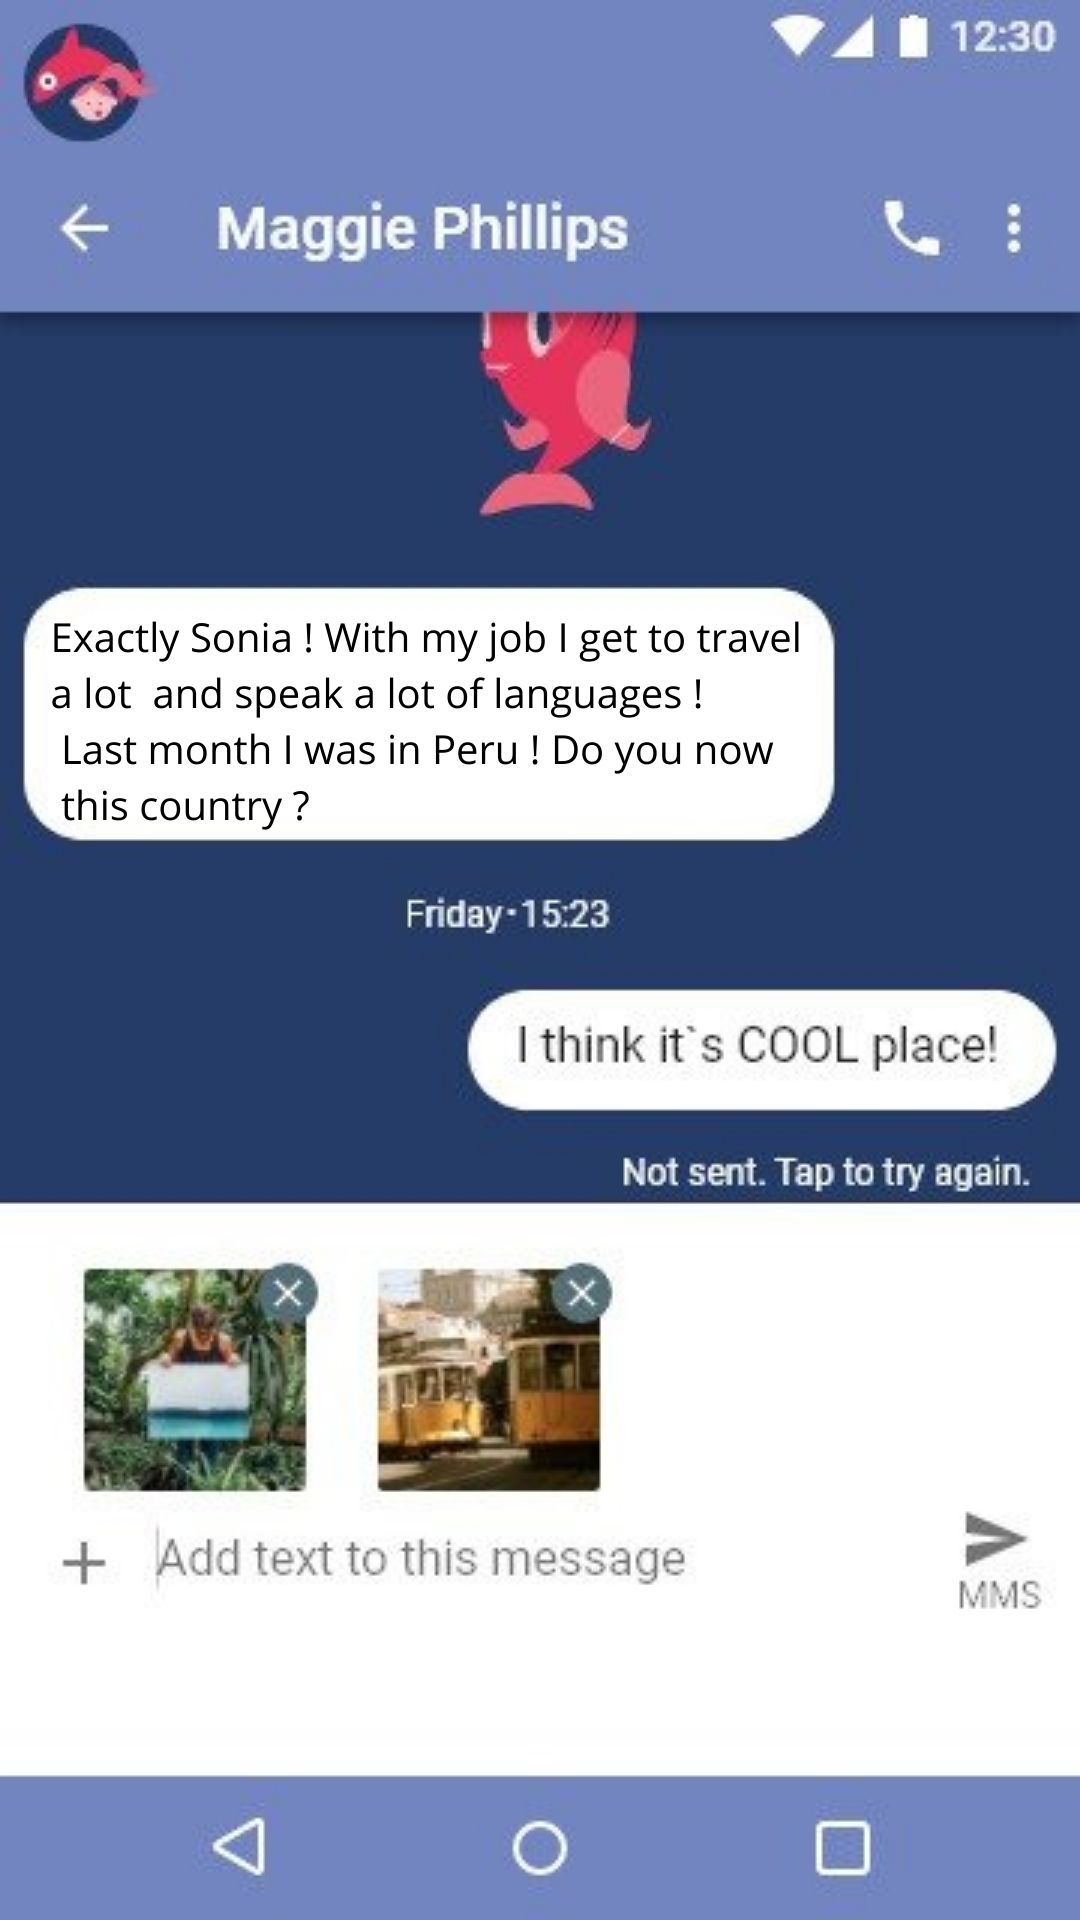 12:30
Maggie Phillips
Exactly Sonia ! With my job I get to travel
a lot  and speak a lot of languages !
Last month I was in Peru ! Do you now
this country ?
Friday·15:23
I think it`s COOL place!
Not sent. Tap to try again.
Add text to this message
MMS